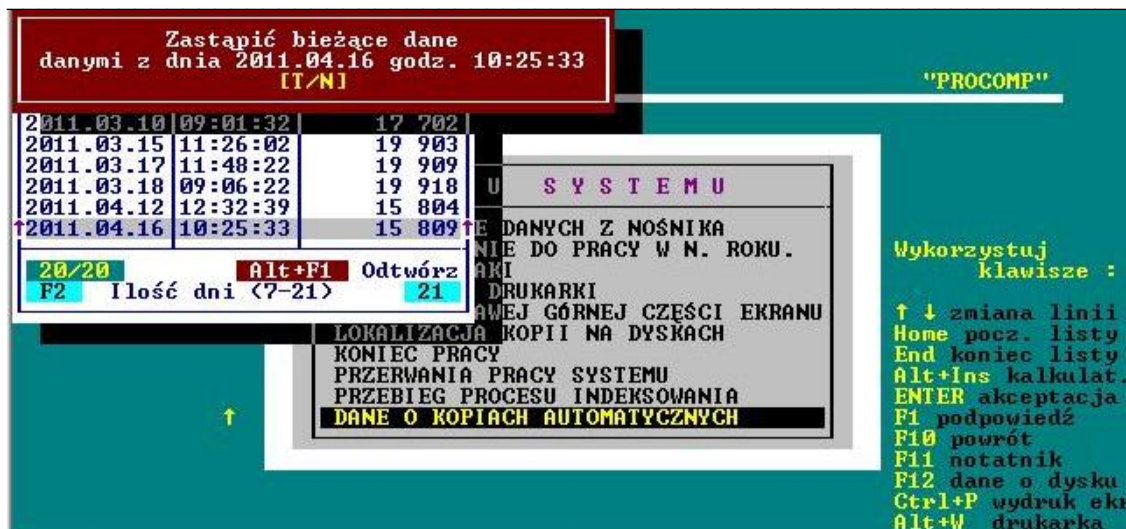 Zastąpić bieżące dane
danymi z dnia 2011.04.16 godz. 10:25:33
[T/N]
"PROCOMP"
2011.03.10 09:01:32 17 702
2011.03.15 11:26:02 19 903
2011.03.17 11:48:22 19 909
2011.03.18 09:06:22 19 918
2011.04.12 12:32:39 15 804
↑2011.04.16 10:25:33 15 809↑
20/20 Alt+F1 Odtwórz
F2 Ilość dni (7-21) 21
U S Y S T E M U
E DANYCH Z NOŚNIKA
NIE DO PRACY W N. ROKU.
AKI
DRUKARKI
AWEJ GÓRNEJ CZĘŚCI EKRANU
LOKALIZACJA KOPII NA DYSKACH
KONIEC PRACY
PRZERWANIA PRACY SYSTEMU
PRZEBIEG PROCESU INDEKSOWANIA
DANE O KOPIACH AUTOMATYCZNYCH
↑
Wykorzystuj
klawisze :
↑ ↓ zmiana linii
Home pocz. listy
End koniec listy
Alt+Ins kalkulat.
ENTER akceptacja
F1 podpowiedź
F10 powrót
F11 notatnik
F12 dane o dysku
Ctrl+P wydruk ek
Alt+W drukarka